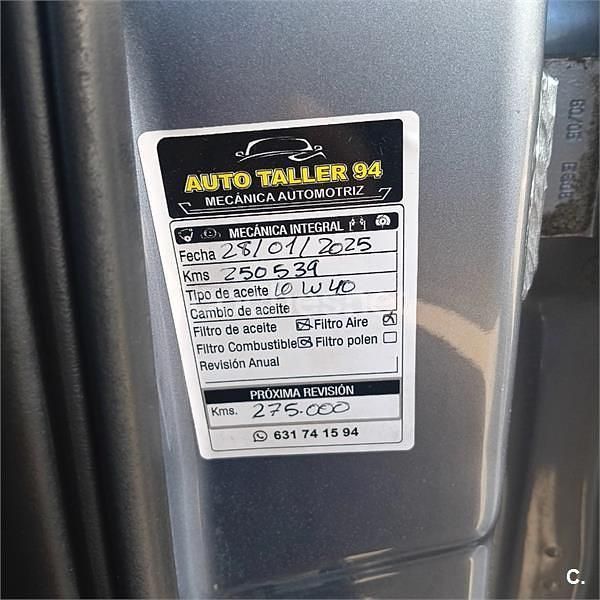 AUTO TALLER 94
MECÁNICA AUTOMOTRIZ
MECÁNICA INTEGRAL
Fecha 28/01/2025
Kms 250539
Tipo de aceite 10 W 40
Cambio de aceite
Filtro de aceite Filtro Aire
Filtro Combustible Filtro polen
Revisión Anual
PRÓXIMA REVISIÓN
Kms. 275.000
631 74 15 94
C.